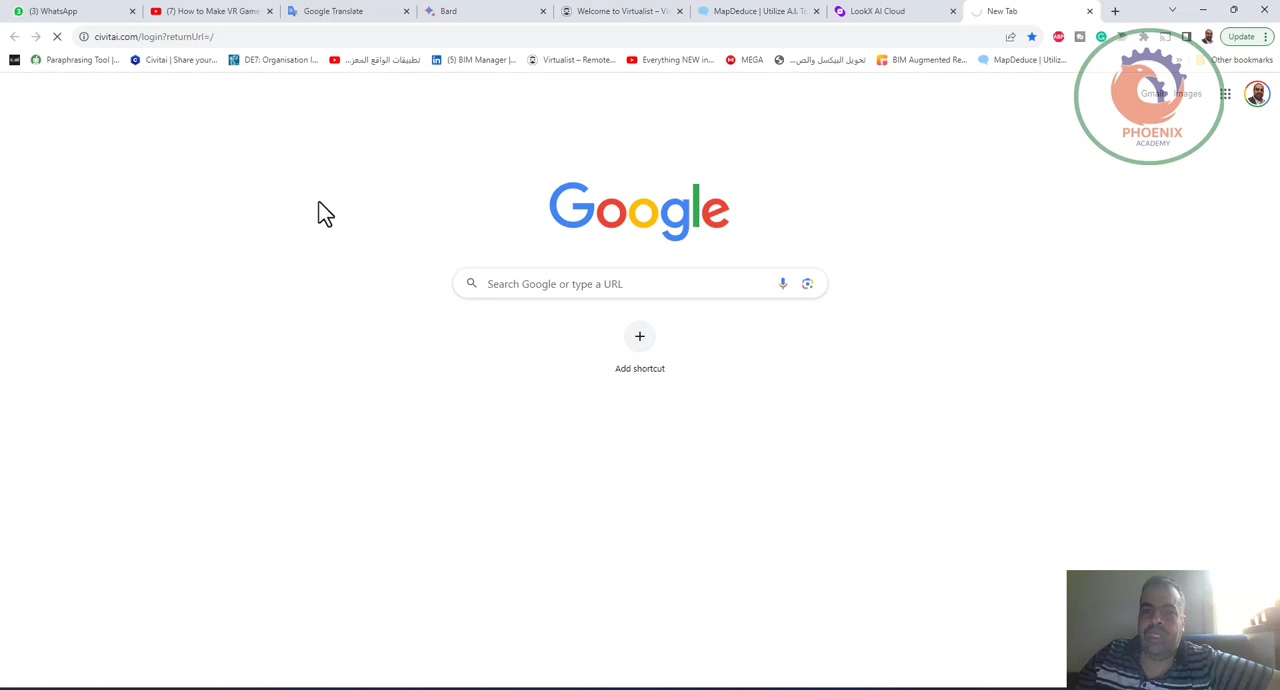 (3) WhatsApp
(7) How to Make VR Game
Google Translate
Bard
Welcome to Virtualist – Vi
MapDeduce | Utilize A.I. To
LookX AI Cloud
New Tab
civitai.com/login?returnUrl=/
Update
Paraphrasing Tool |...
Civitai | Share your...
DE7: Organisation I...
تطبيقات الواقع المعز...
(5) BIM Manager |...
Virtualist – Remote...
Everything NEW in...
MEGA
تحويل البيكسل والص...
BIM Augmented Re...
MapDeduce | Utiliz...
»
Other bookmarks
Gmail
Images
PHOENIX
ACADEMY
Google
Search Google or type a URL
Add shortcut